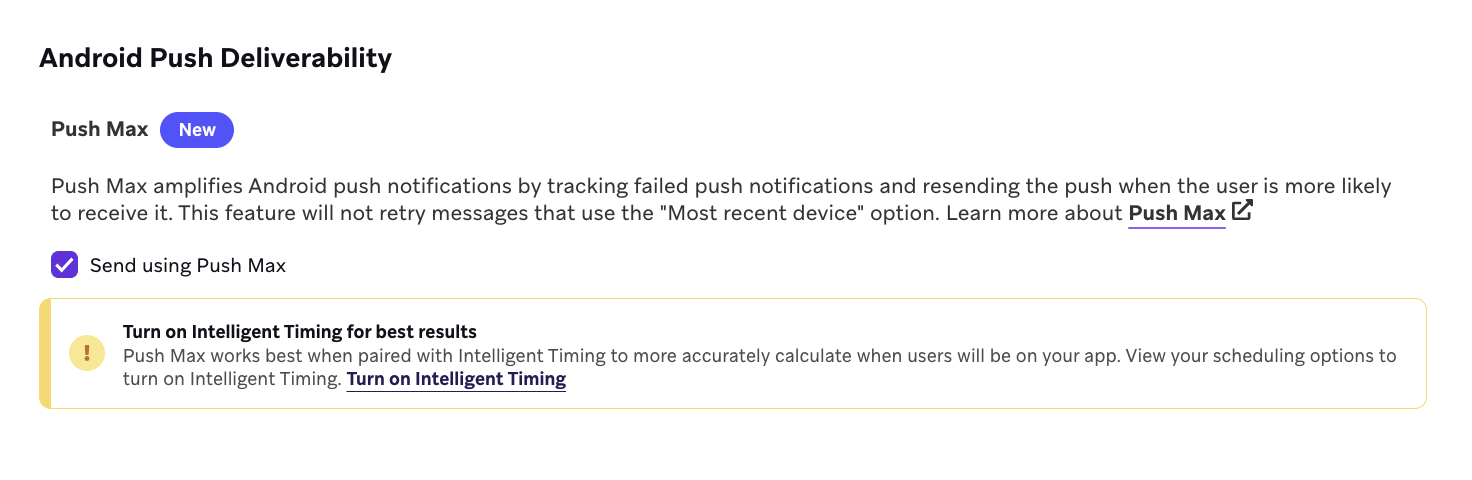 Android Push Deliverability
Push Max New
Push Max amplifies Android push notifications by tracking failed push notifications and resending the push when the user is more likely
to receive it. This feature will not retry messages that use the "Most recent device" option. Learn more about Push Max
Send using Push Max
Turn on Intelligent Timing for best results
Push Max works best when paired with Intelligent Timing to more accurately calculate when users will be on your app. View your scheduling options to
turn on Intelligent Timing. Turn on Intelligent Timing